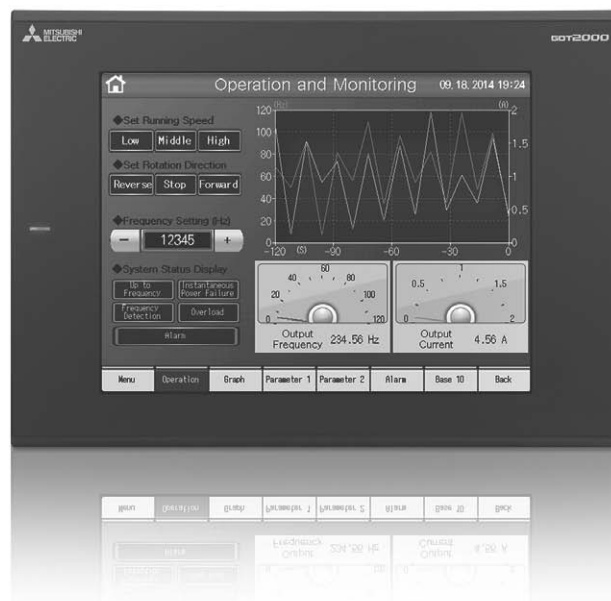 MITSUBISHI
ELECTRIC
GOT2000
Operation and Monitoring
09. 18. 2014 19:24
◆Set Running Speed
Low Middle High
◆Set Rotation Direction
Reverse Stop Forward
◆Frequency Setting (Hz)
− 12345 +
◆System Status Display
Up to
Frequency
Instantaneous
Power Failure
Frequency
Detection
Overload
Alarm
(Hz) (A)
120 2
100
80 1.5
60 1
40
20 0.5
0 0
-120 (S) -90 -60 -30 0
0 20 40 60 80 100 120
Output
Frequency 234.56 Hz
0 0.5 1 1.5 2
Output
Current 4.56 A
Menu Operation Graph Parameter 1 Parameter 2 Alarm Base 10 Back